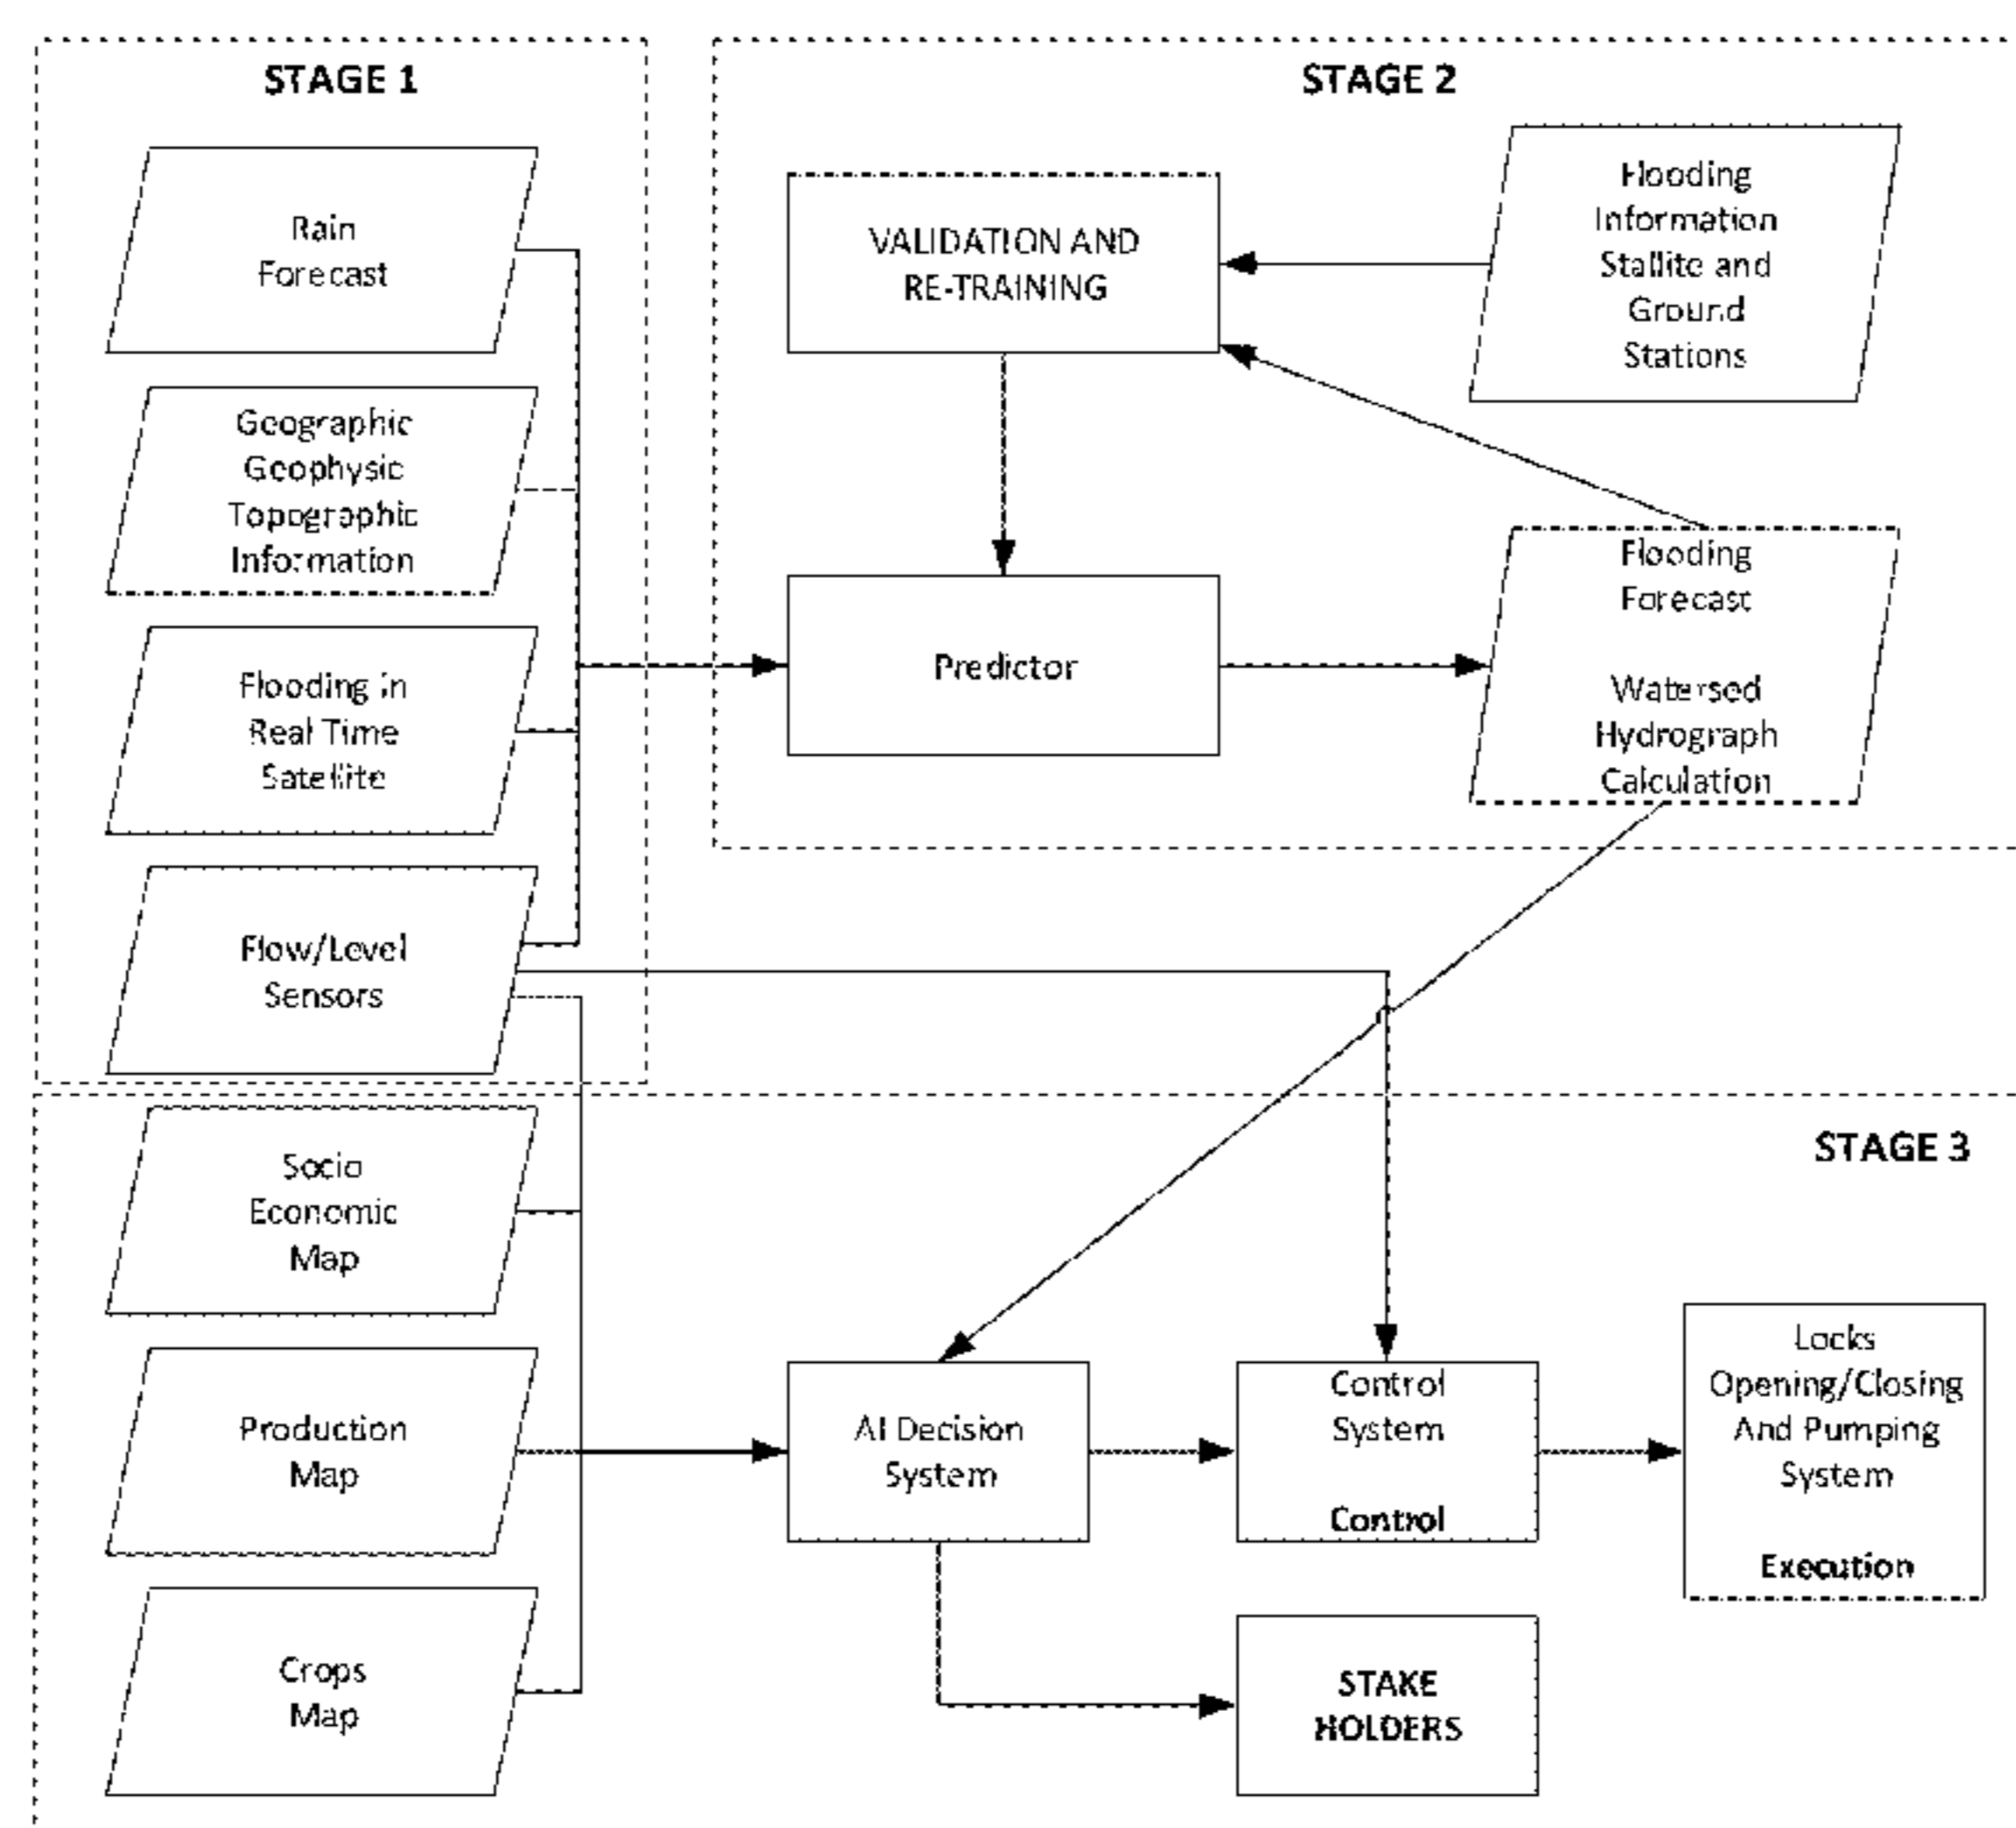 STAGE 1
Rain
Forecast
Geographic
Geophysic
Topographic
Information
Flooding in
Real Time
Satellite
Flow/Level
Sensors
STAGE 2
VALIDATION AND
RE-TRAINING
Flooding
Information
Stallite and
Ground
Stations
Predictor
Flooding
Forecast
Watersed
Hydrograph
Calculation
STAGE 3
Socio
Economic
Map
Production
Map
Crops
Map
AI Decision
System
Control
System
Control
Locks
Opening/Closing
And Pumping
System
Execution
STAKE
HOLDERS